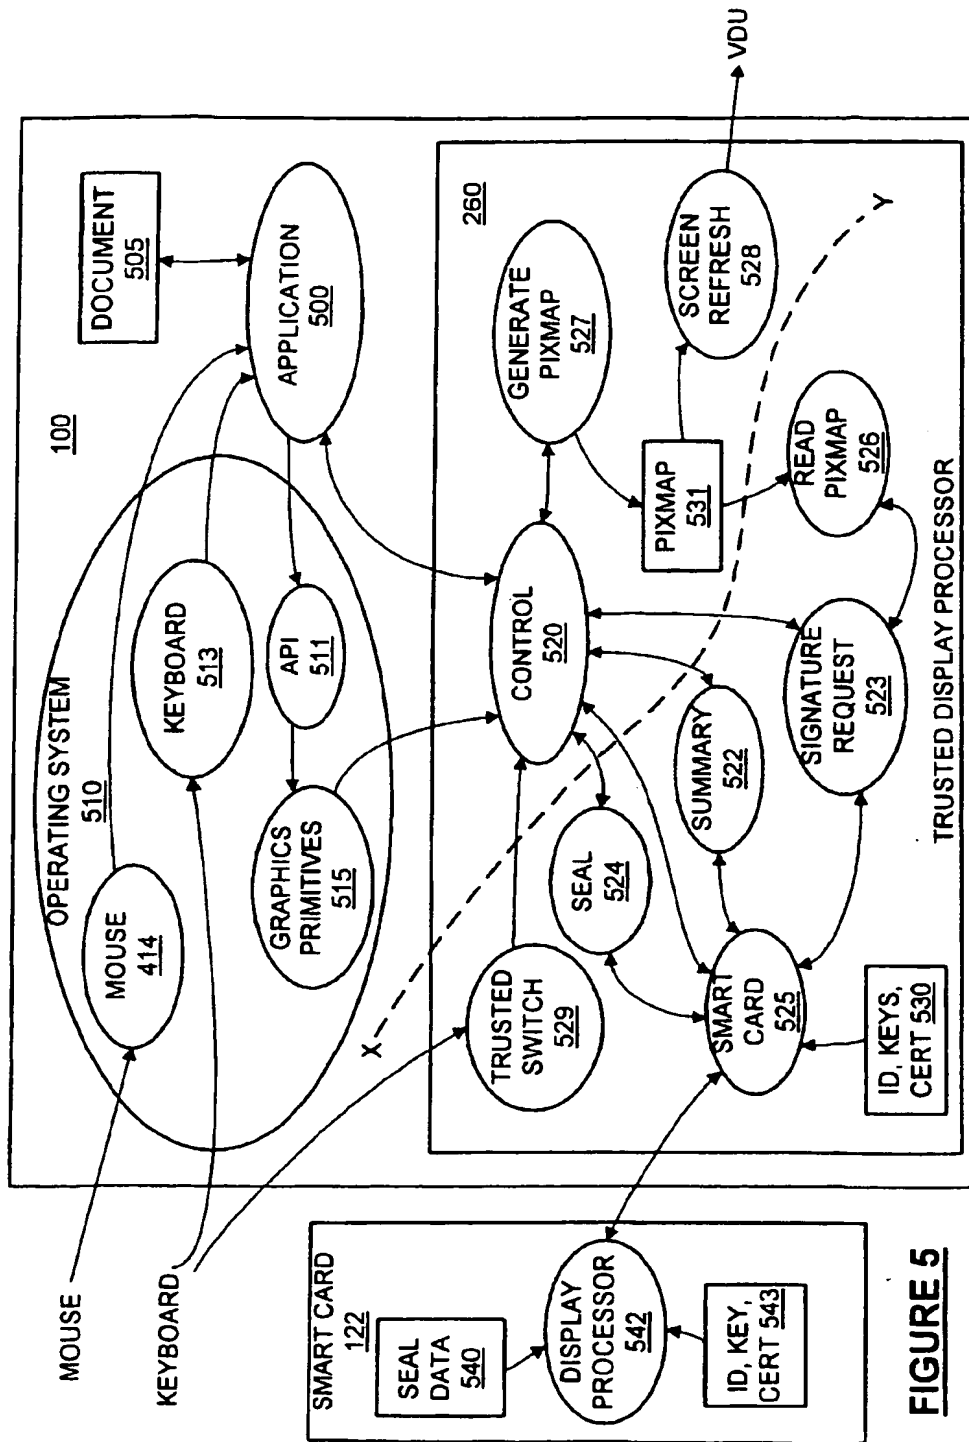 MOUSE
KEYBOARD
100
OPERATING SYSTEM
510
MOUSE
414
KEYBOARD
513
API
511
GRAPHICS
PRIMITIVES
515
DOCUMENT
505
APPLICATION
500
X
260
TRUSTED
SWITCH
529
CONTROL
520
GENERATE
PIXMAP
527
SEAL
524
PIXMAP
531
SCREEN
REFRESH
528
VDU
Y
SUMMARY
522
SMART
CARD
525
SIGNATURE
REQUEST
523
READ
PIXMAP
526
ID, KEYS,
CERT 530
TRUSTED DISPLAY PROCESSOR
SMART CARD
122
SEAL
DATA
540
DISPLAY
PROCESSOR
542
ID, KEY,
CERT 543
FIGURE 5